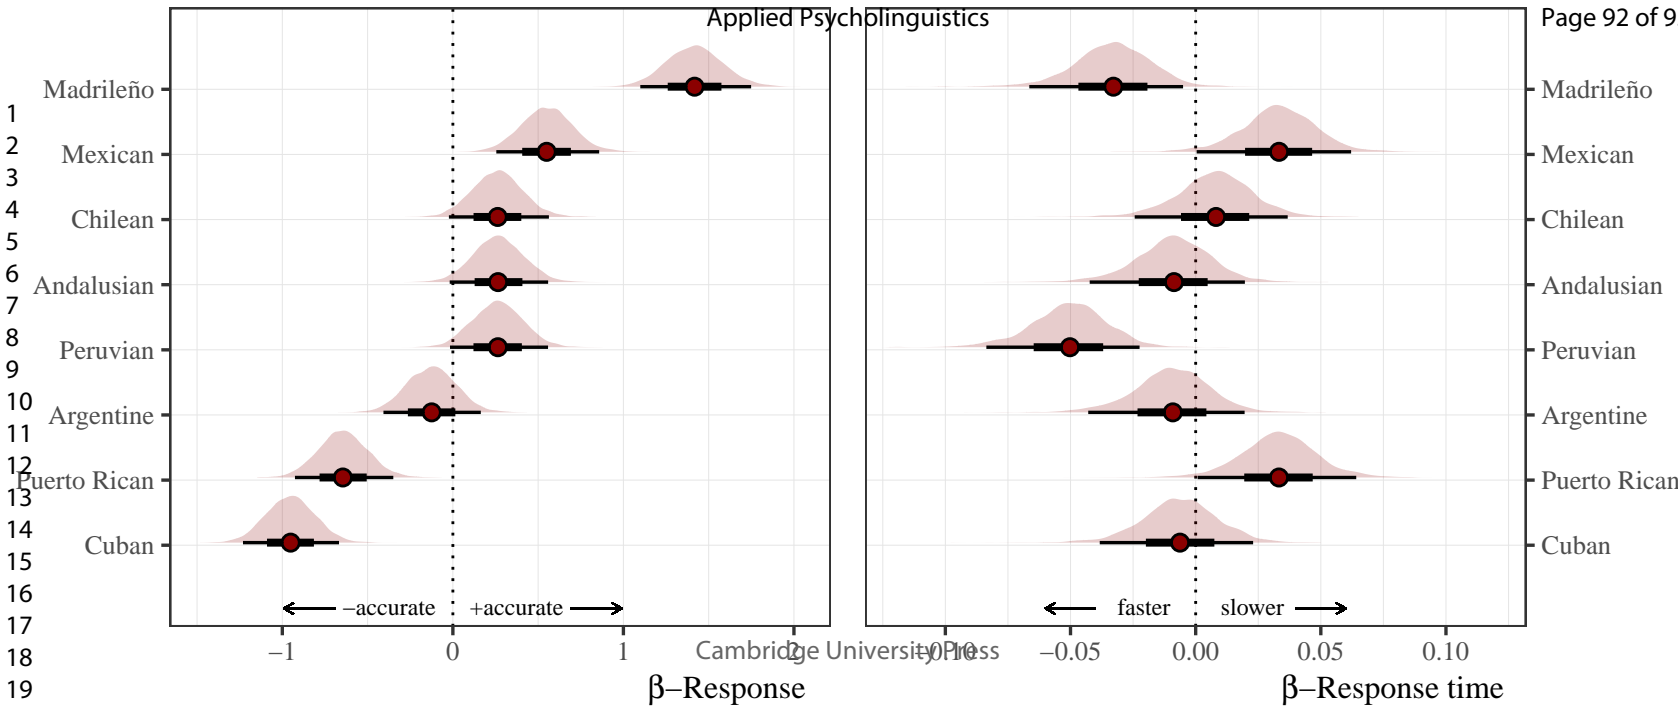 Applied Psycholinguistics
Page 92 of 9
Madrileño
Mexican
Chilean
Andalusian
Peruvian
Argentine
Puerto Rican
Cuban
1
2
3
4
5
6
7
8
9
10
11
12
13
14
15
16
17
18
19
−accurate
+accurate
faster
slower
Madrileño
Mexican
Chilean
Andalusian
Peruvian
Argentine
Puerto Rican
Cuban
−1
0
1
2
−0.10
−0.05
0.00
0.05
0.10
Cambridge University Press
β−Response
β−Response time